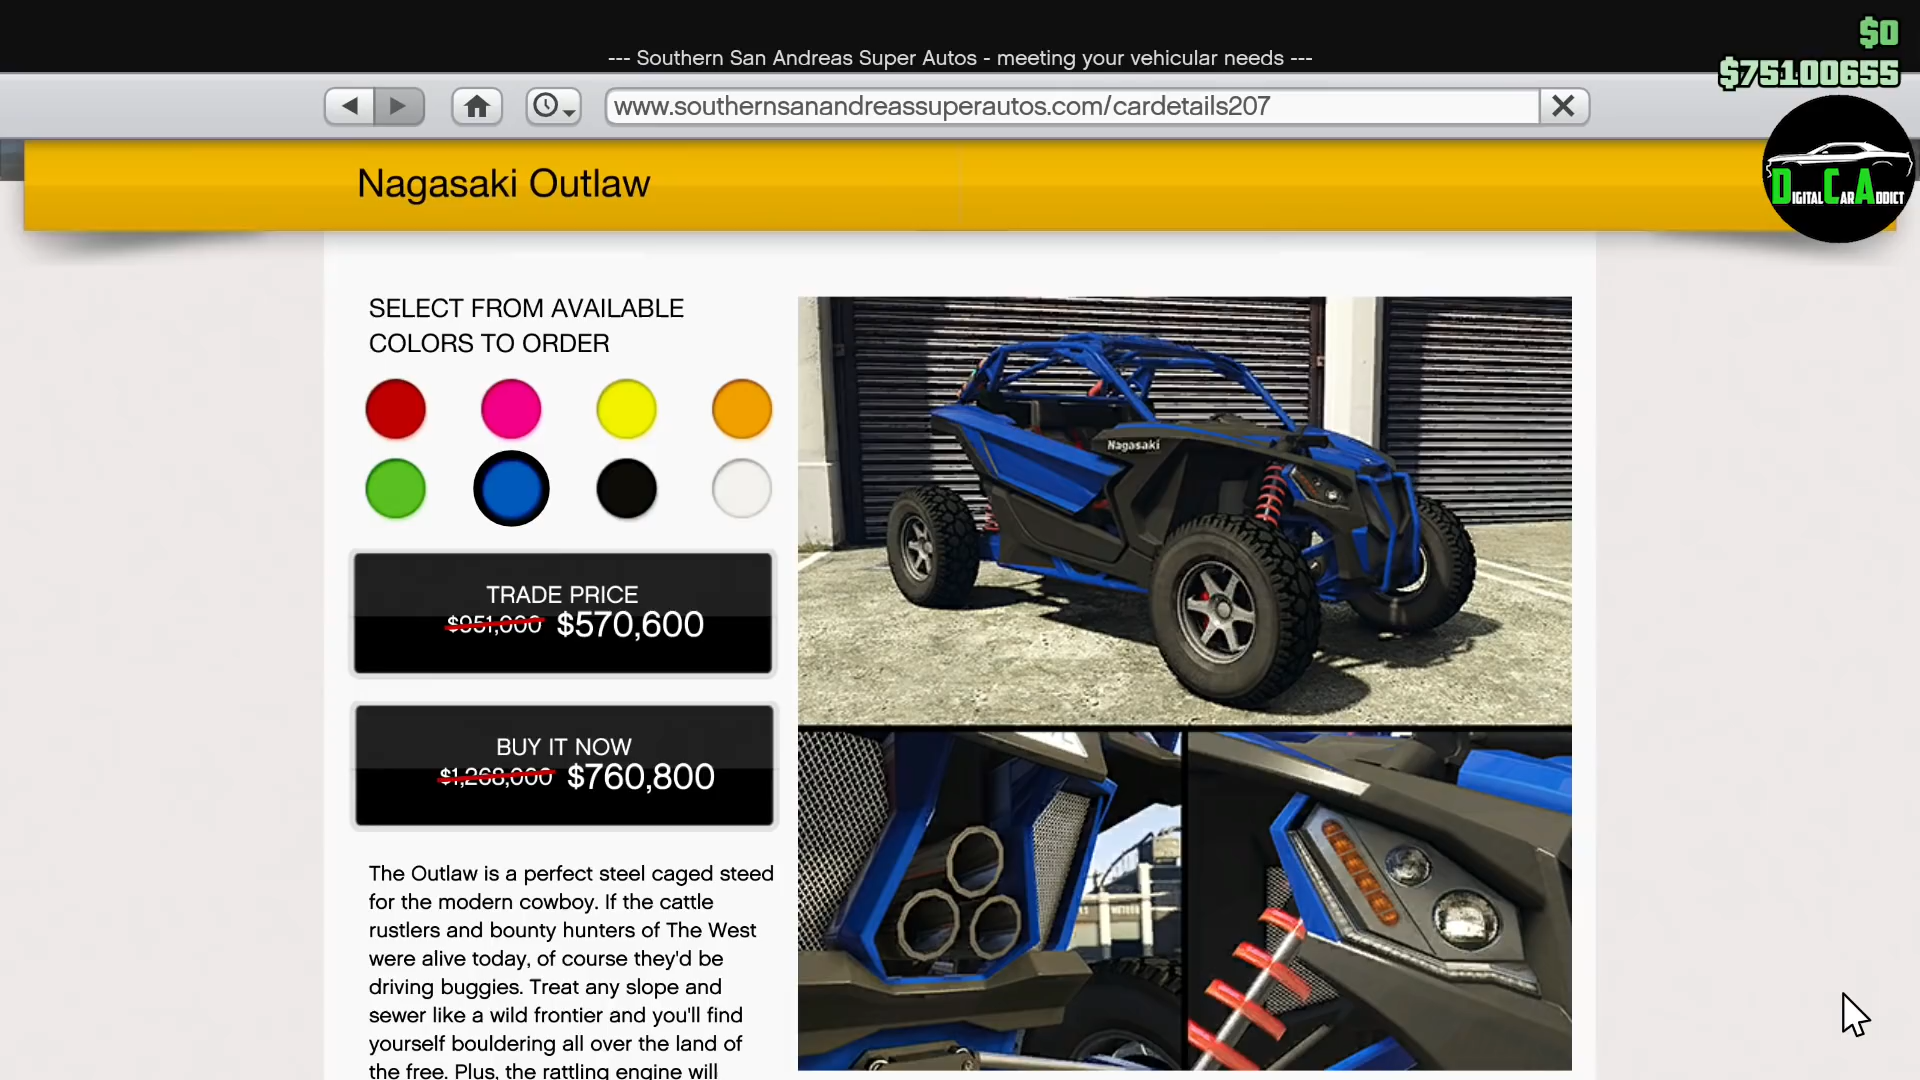 $0
--- Southern San Andreas Super Autos - meeting your vehicular needs ---
$75100655
www.southernsanandreassuperautos.com/cardetails207
Nagasaki Outlaw
DIGITALCARADDICT
SELECT FROM AVAILABLE
COLORS TO ORDER
Nagasaki
TRADE PRICE
$951,000 $570,600
BUY IT NOW
$1,268,000 $760,800
The Outlaw is a perfect steel caged steed
for the modern cowboy. If the cattle
rustlers and bounty hunters of The West
were alive today, of course they'd be
driving buggies. Treat any slope and
sewer like a wild frontier and you'll find
yourself bouldering all over the land of
the free. Plus, the rattling engine will